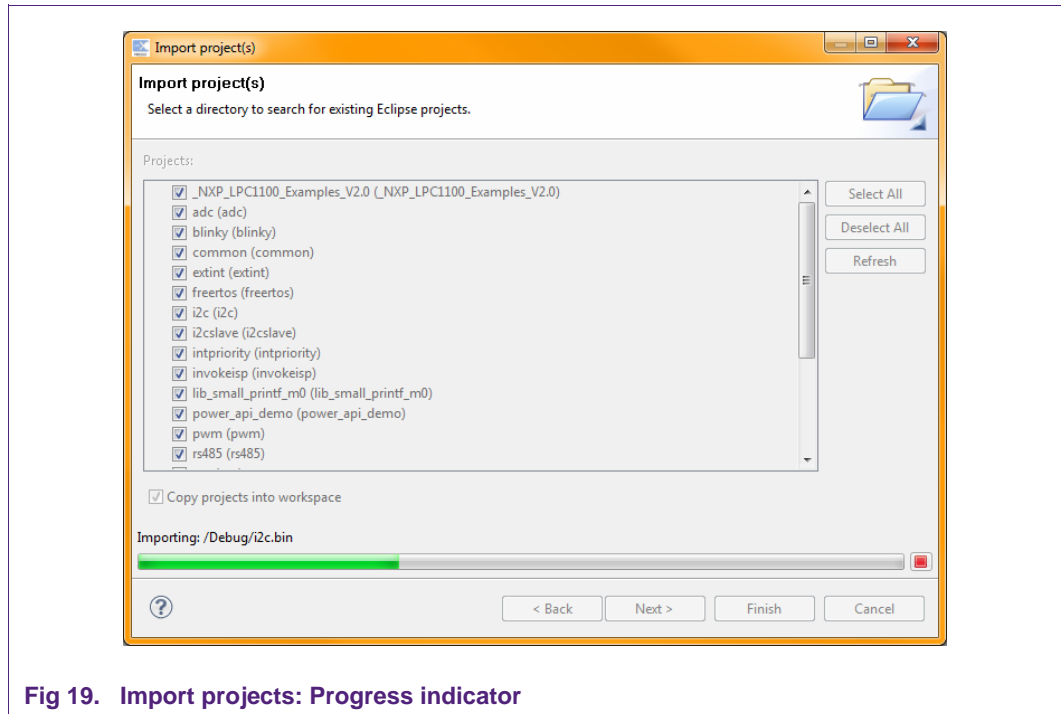 Import project(s)
Import project(s)
Select a directory to search for existing Eclipse projects.
Projects:
_NXP_LPC1100_Examples_V2.0 (_NXP_LPC1100_Examples_V2.0)
adc (adc)
blinky (blinky)
common (common)
extint (extint)
freertos (freertos)
i2c (i2c)
i2cslave (i2cslave)
intpriority (intpriority)
invokeisp (invokeisp)
lib_small_printf_m0 (lib_small_printf_m0)
power_api_demo (power_api_demo)
pwm (pwm)
rs485 (rs485)
Select All
Deselect All
Refresh
Copy projects into workspace
Importing: /Debug/i2c.bin
< Back
Next >
Finish
Cancel
Fig 19. Import projects: Progress indicator